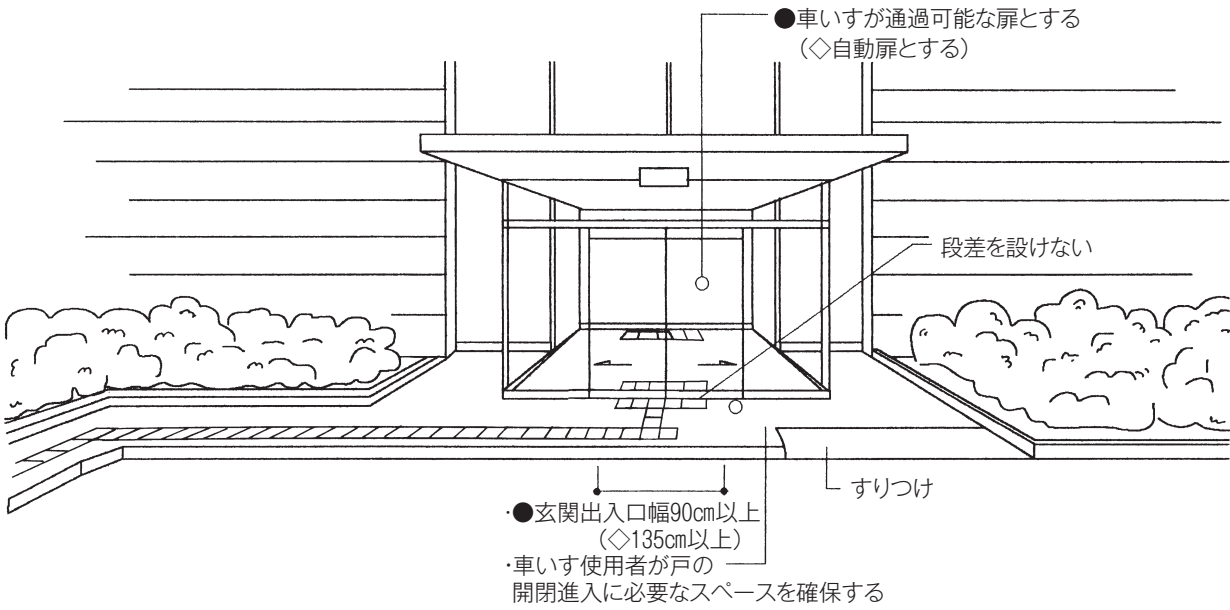 ●車いすが通過可能な扉とする
（◇自動扉とする）
段差を設けない
すりつけ
・●玄関出入口幅90cm以上
（◇135cm以上）
・車いす使用者が戸の
開閉進入に必要なスペースを確保する